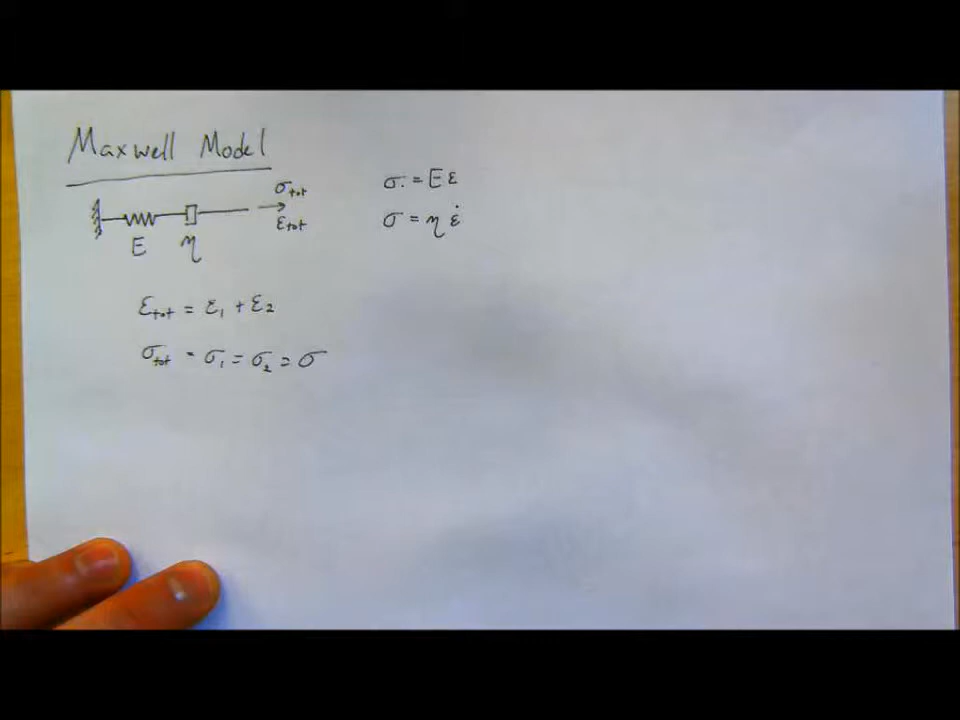 Maxwell Model
σtot
εtot
E η
σ = E ε
σ = η ε̇
εtot = ε1 + ε2
σtot = σ1 = σ2 = σ